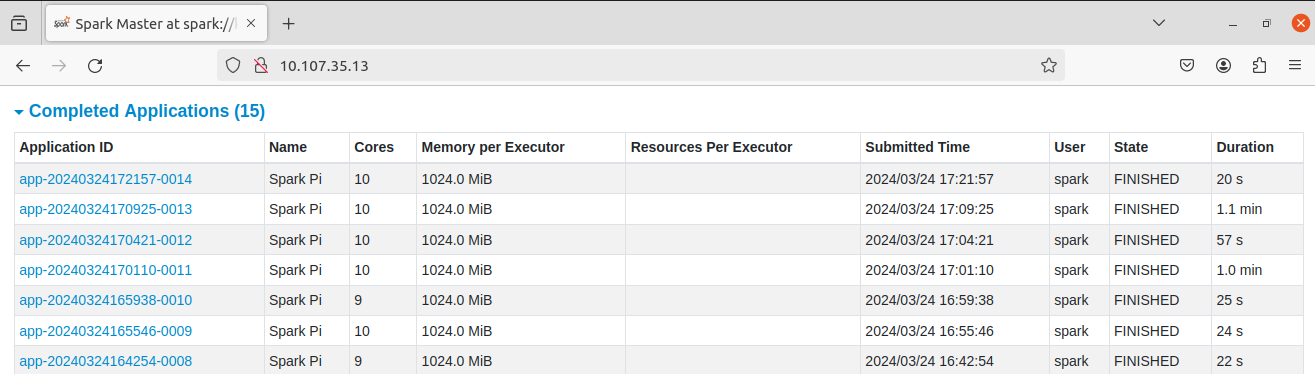 Spark Master at spark://
10.107.35.13
Completed Applications (15)
Application ID Name Cores Memory per Executor Resources Per Executor Submitted Time User State Duration
app-20240324172157-0014 Spark Pi 10 1024.0 MiB 2024/03/24 17:21:57 spark FINISHED 20 s
app-20240324170925-0013 Spark Pi 10 1024.0 MiB 2024/03/24 17:09:25 spark FINISHED 1.1 min
app-20240324170421-0012 Spark Pi 10 1024.0 MiB 2024/03/24 17:04:21 spark FINISHED 57 s
app-20240324170110-0011 Spark Pi 10 1024.0 MiB 2024/03/24 17:01:10 spark FINISHED 1.0 min
app-20240324165938-0010 Spark Pi 9 1024.0 MiB 2024/03/24 16:59:38 spark FINISHED 25 s
app-20240324165546-0009 Spark Pi 10 1024.0 MiB 2024/03/24 16:55:46 spark FINISHED 24 s
app-20240324164254-0008 Spark Pi 9 1024.0 MiB 2024/03/24 16:42:54 spark FINISHED 22 s